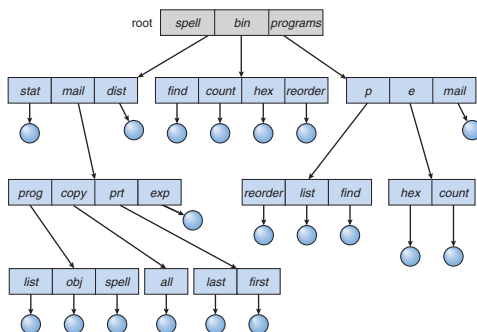 root spell bin programs
stat mail dist find count hex reorder p e mail
prog copy prt exp reorder list find hex count
list obj spell all last first